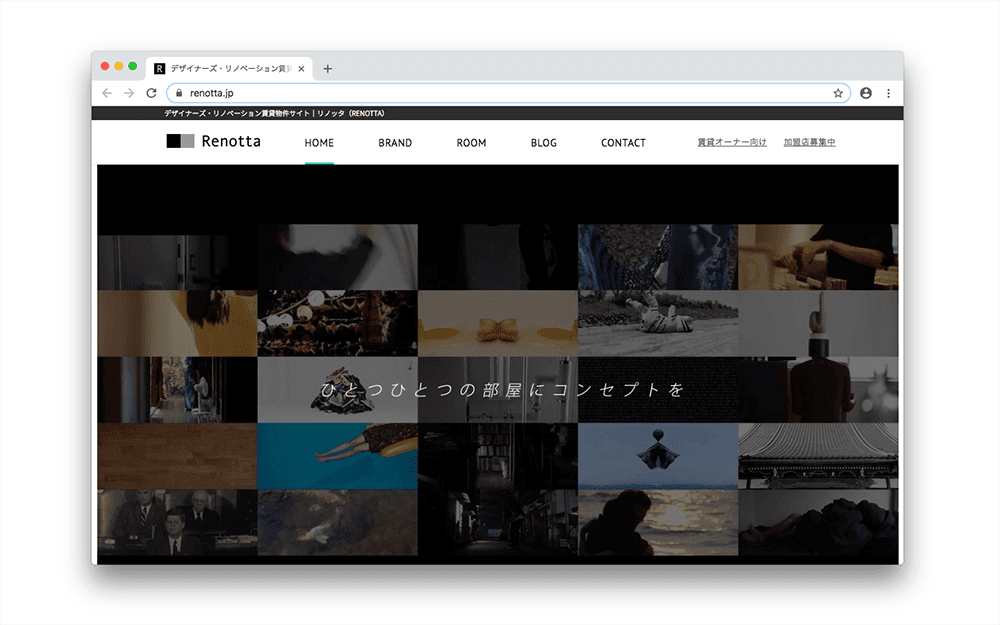 R デザイナーズ・リノベーション賃貸
renotta.jp
デザイナーズ・リノベーション賃貸物件サイト | リノッタ（RENOTTA）
Renotta HOME BRAND ROOM BLOG CONTACT 賃貸オーナー向け 加盟店募集中
ひとつひとつの部屋にコンセプトを